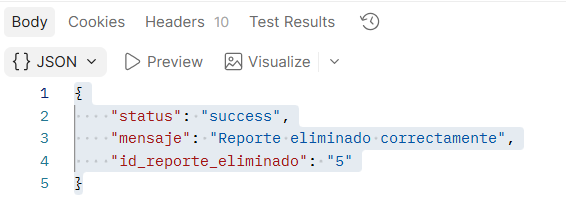 Body Cookies Headers 10 Test Results
{} JSON Preview Visualize
1 {
2 "status": "success",
3 "mensaje": "Reporte eliminado correctamente",
4 "id_reporte_eliminado": "5"
5 }